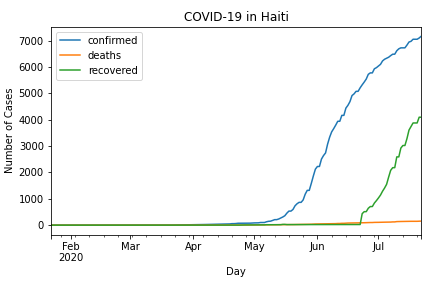 COVID-19 in Haiti
confirmed
deaths
recovered
7000
6000
5000
4000
3000
2000
1000
0
Number of Cases
Feb Mar Apr May Jun Jul
2020
Day